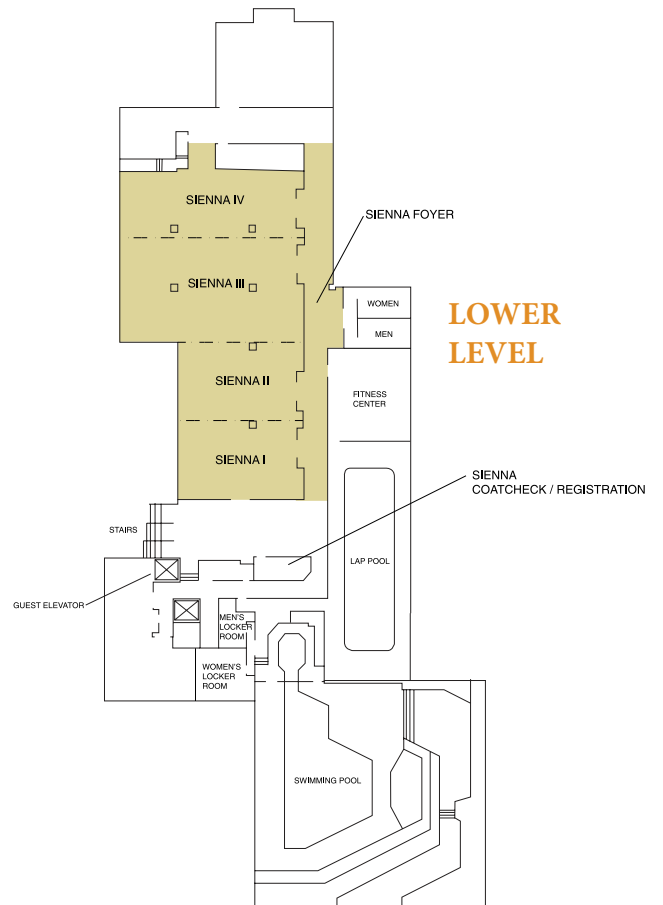 SIENNA IV
SIENNA FOYER
SIENNA III
WOMEN
MEN
LOWER
LEVEL
SIENNA II
FITNESS
CENTER
SIENNA I
SIENNA
COATCHECK / REGISTRATION
STAIRS
LAP POOL
GUEST ELEVATOR
MEN'S
LOCKER
ROOM
WOMEN'S
LOCKER
ROOM
SWIMMING POOL